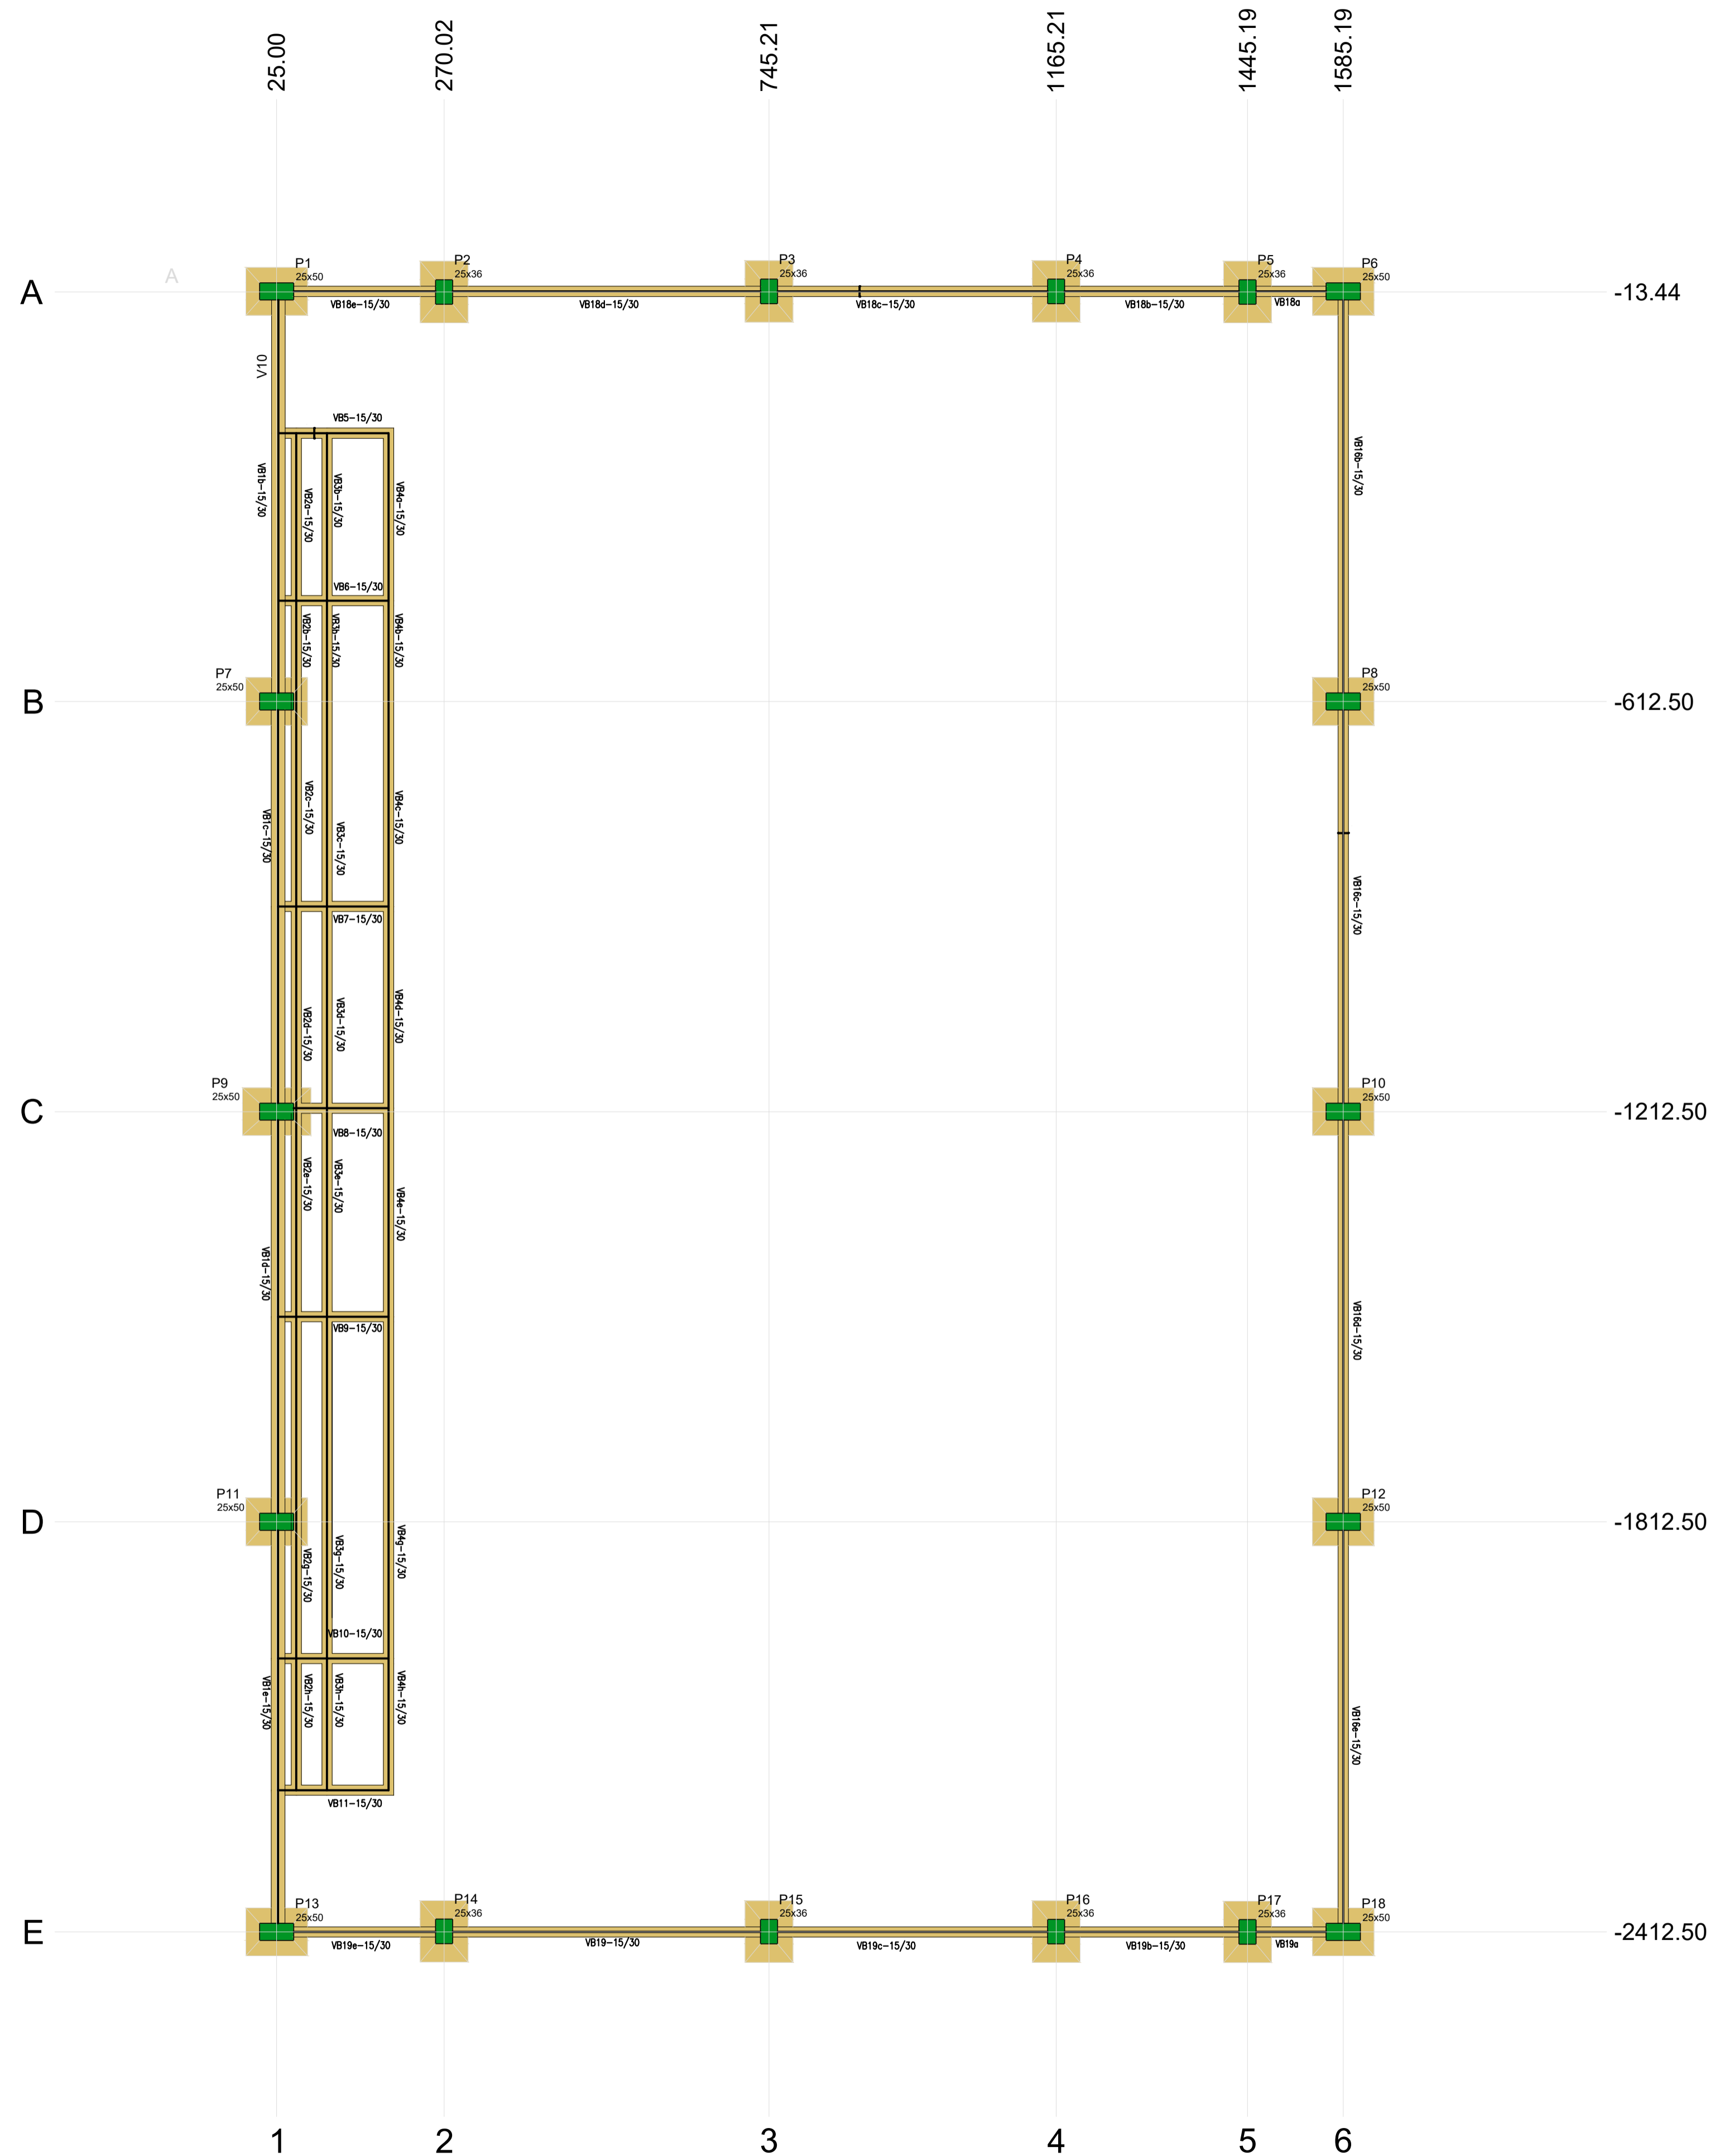 25.00
270.02
745.21
1165.21
1445.19
1585.19
A
A
P1
25x50
P2
25x36
P3
25x36
P4
25x36
P5
25x36
P6
25x50
-13.44
VB18e-15/30
VB18d-15/30
VB18c-15/30
VB18b-15/30
VB18a
V10
VB5-15/30
VB1b-15/30
VB2a-15/30
VB3b-15/30
VB4a-15/30
VB16b-15/30
VB6-15/30
VB2b-15/30
VB3b-15/30
VB4b-15/30
B
P7
25x50
P8
25x50
-612.50
VB1c-15/30
VB2c-15/30
VB3c-15/30
VB4c-15/30
VB16c-15/30
VB7-15/30
VB2d-15/30
VB3d-15/30
VB4d-15/30
C
P9
25x50
P10
25x50
-1212.50
VB8-15/30
VB2e-15/30
VB3e-15/30
VB4e-15/30
VB1d-15/30
VB9-15/30
VB16d-15/30
D
P11
25x50
P12
25x50
-1812.50
VB2g-15/30
VB3g-15/30
VB4g-15/30
VB10-15/30
VB1e-15/30
VB2h-15/30
VB3h-15/30
VB4h-15/30
VB16e-15/30
VB11-15/30
E
P13
25x50
P14
25x36
P15
25x36
P16
25x36
P17
25x36
P18
25x50
-2412.50
VB19e-15/30
VB19-15/30
VB19c-15/30
VB19b-15/30
VB19a
1
2
3
4
5
6